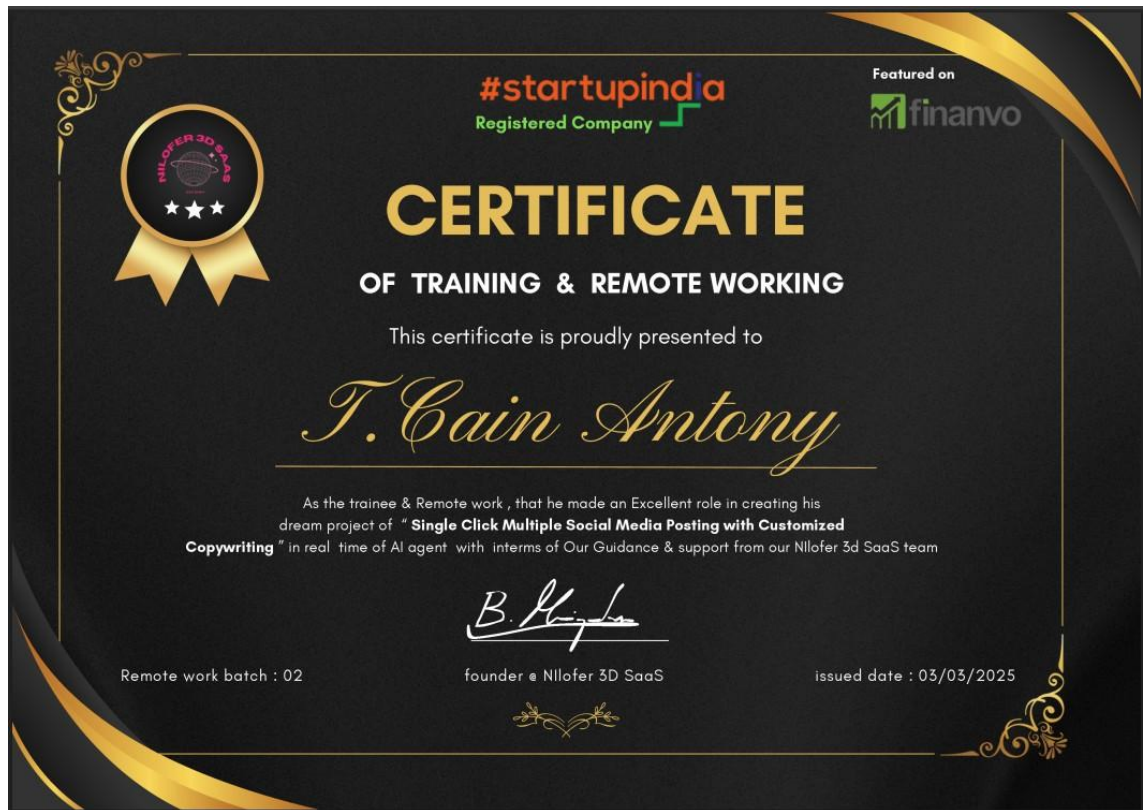 #startupindia
Registered Company
Featured on
finanvo
NILOFER 3D SAAS
CERTIFICATE
OF TRAINING & REMOTE WORKING
This certificate is proudly presented to
T.Cain Antony
As the trainee & Remote work , that he made an Excellent role in creating his
dream project of “ Single Click Multiple Social Media Posting with Customized
Copywriting ” in real time of AI agent with interms of Our Guidance & support from our NIlofer 3d SaaS team
Remote work batch : 02
founder @ NIlofer 3D SaaS
issued date : 03/03/2025